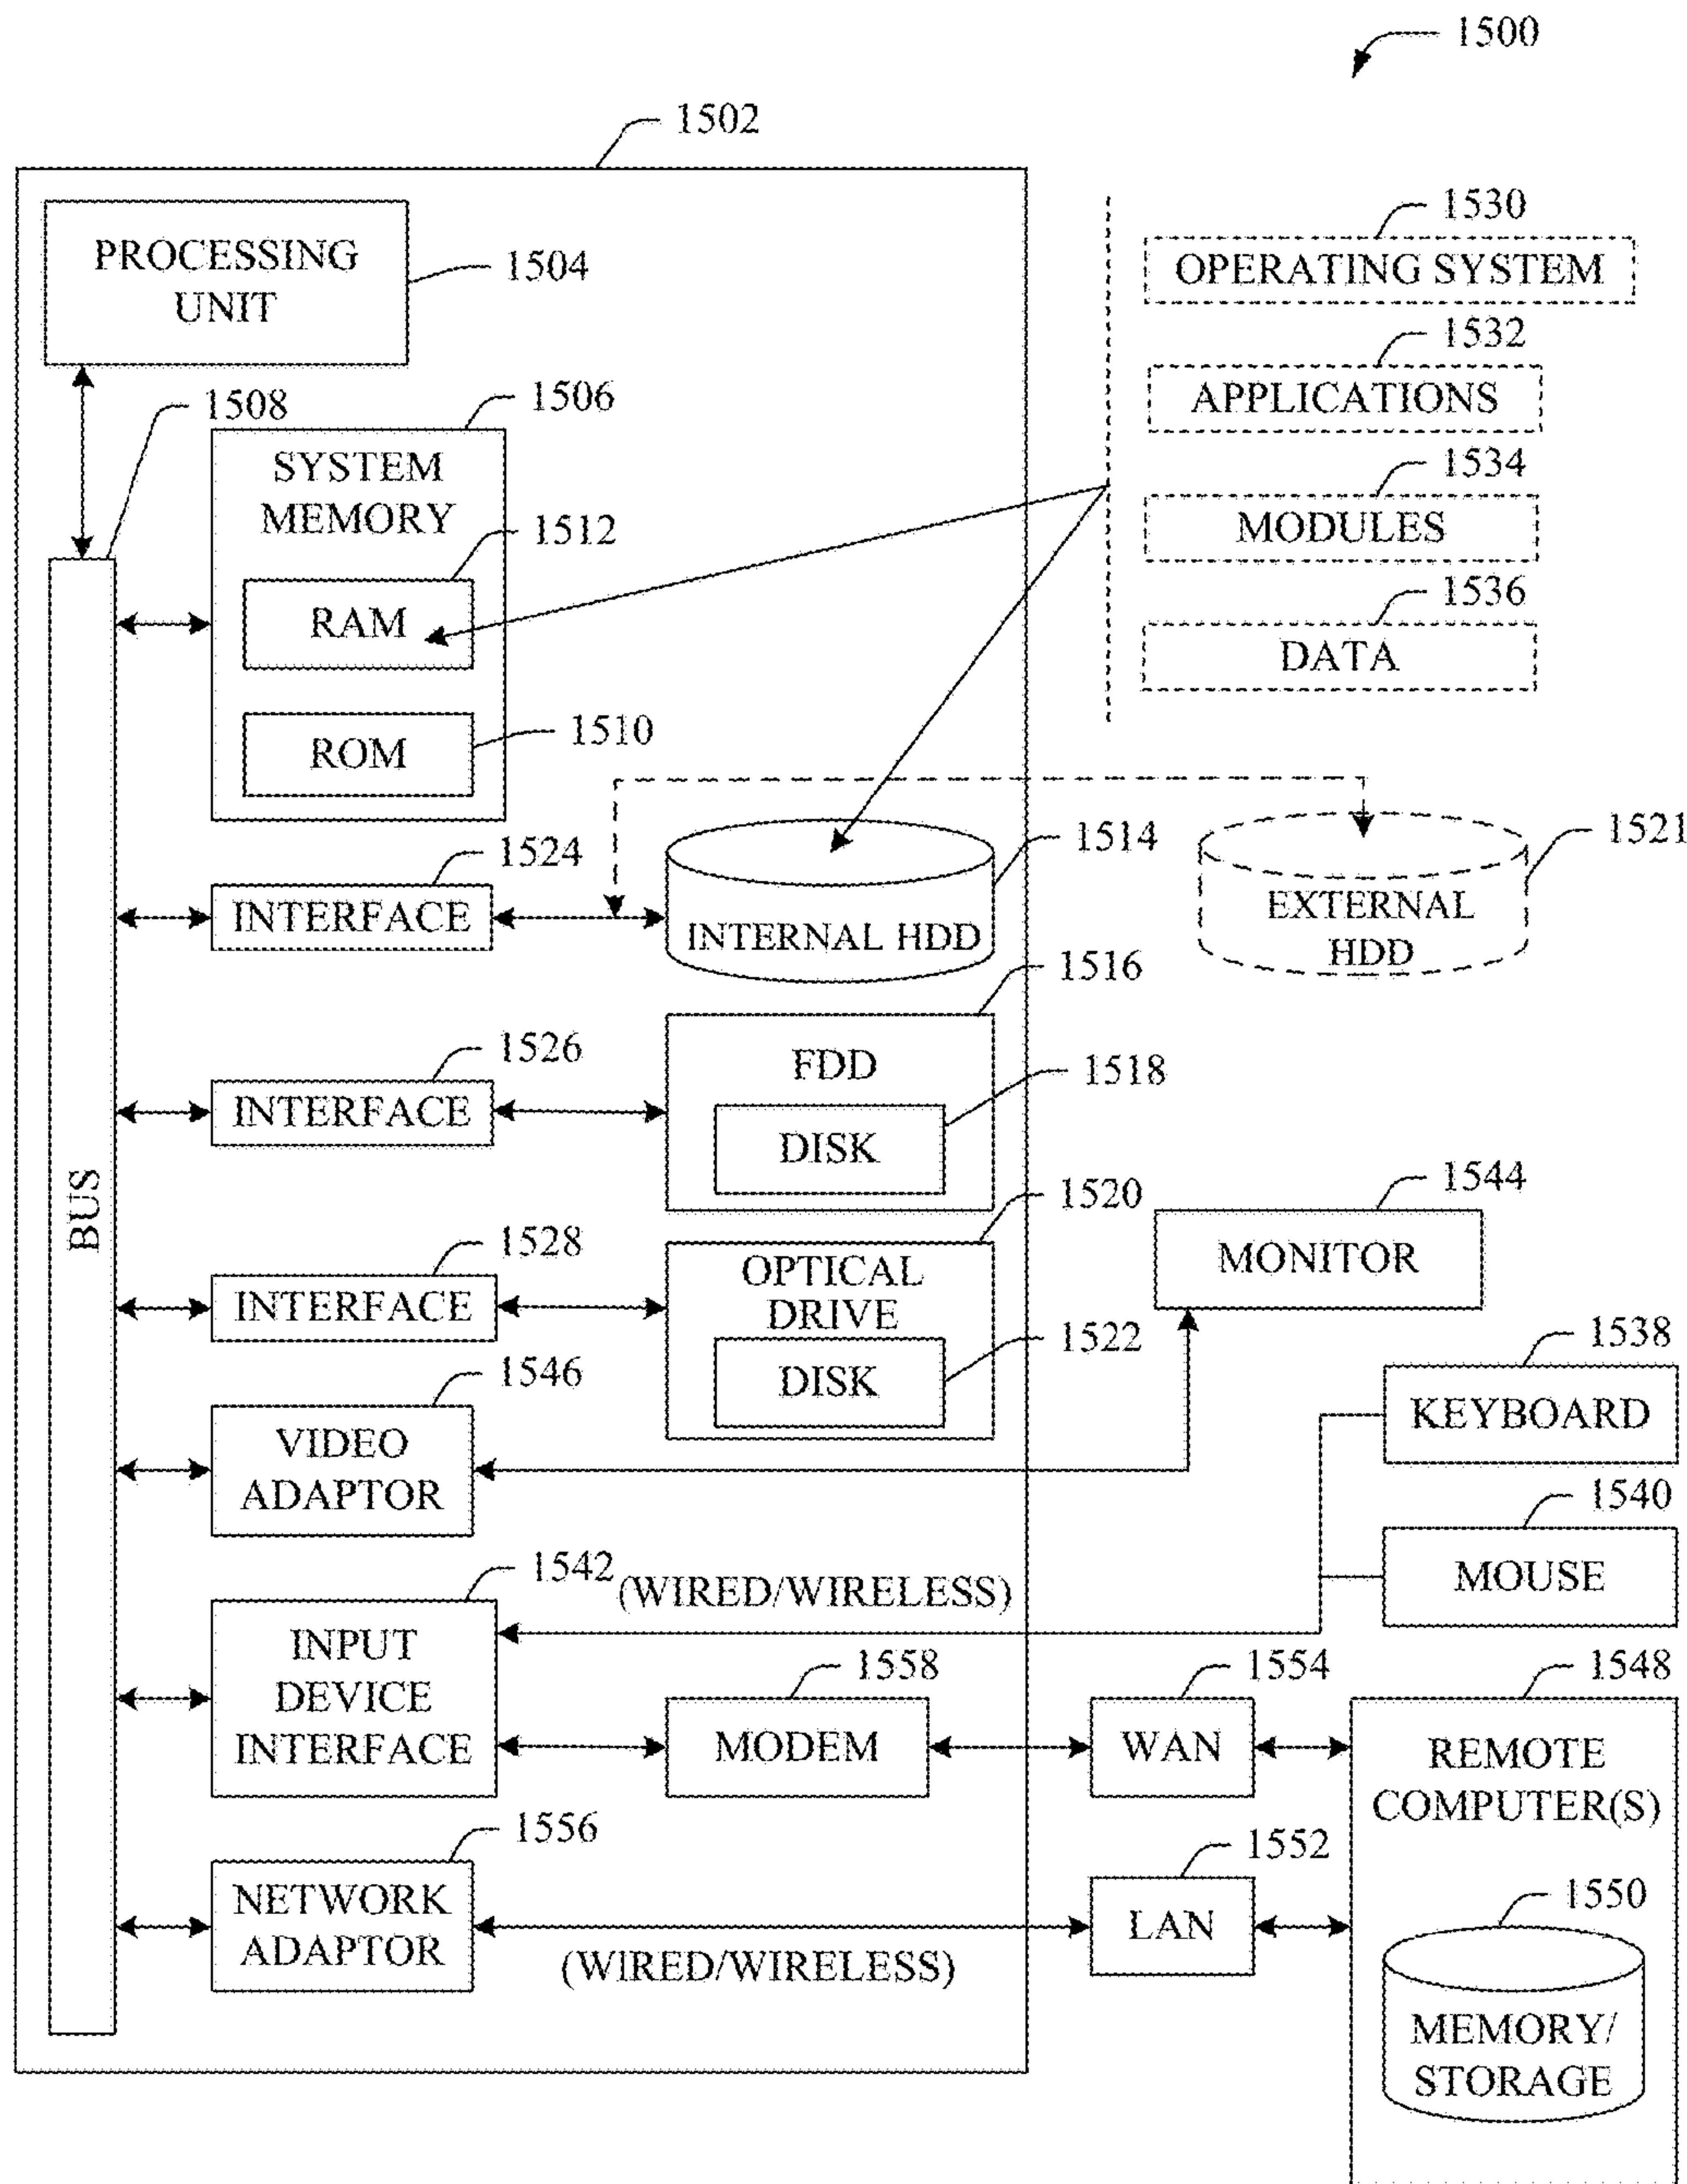 1500
1502
PROCESSING
UNIT
1504
1530
OPERATING SYSTEM
1532
APPLICATIONS
1534
MODULES
1536
DATA
1508
1506
SYSTEM
MEMORY
1512
RAM
1510
ROM
1524
INTERFACE
1514
INTERNAL HDD
1521
EXTERNAL
HDD
1516
FDD
1526
INTERFACE
1518
DISK
BUS
1520
OPTICAL
DRIVE
1528
INTERFACE
1522
DISK
1544
MONITOR
1546
VIDEO
ADAPTOR
1538
KEYBOARD
1540
MOUSE
1542
(WIRED/WIRELESS)
INPUT
DEVICE
INTERFACE
1558
MODEM
1554
WAN
1548
REMOTE
COMPUTER(S)
1556
NETWORK
ADAPTOR
(WIRED/WIRELESS)
1552
LAN
1550
MEMORY/
STORAGE